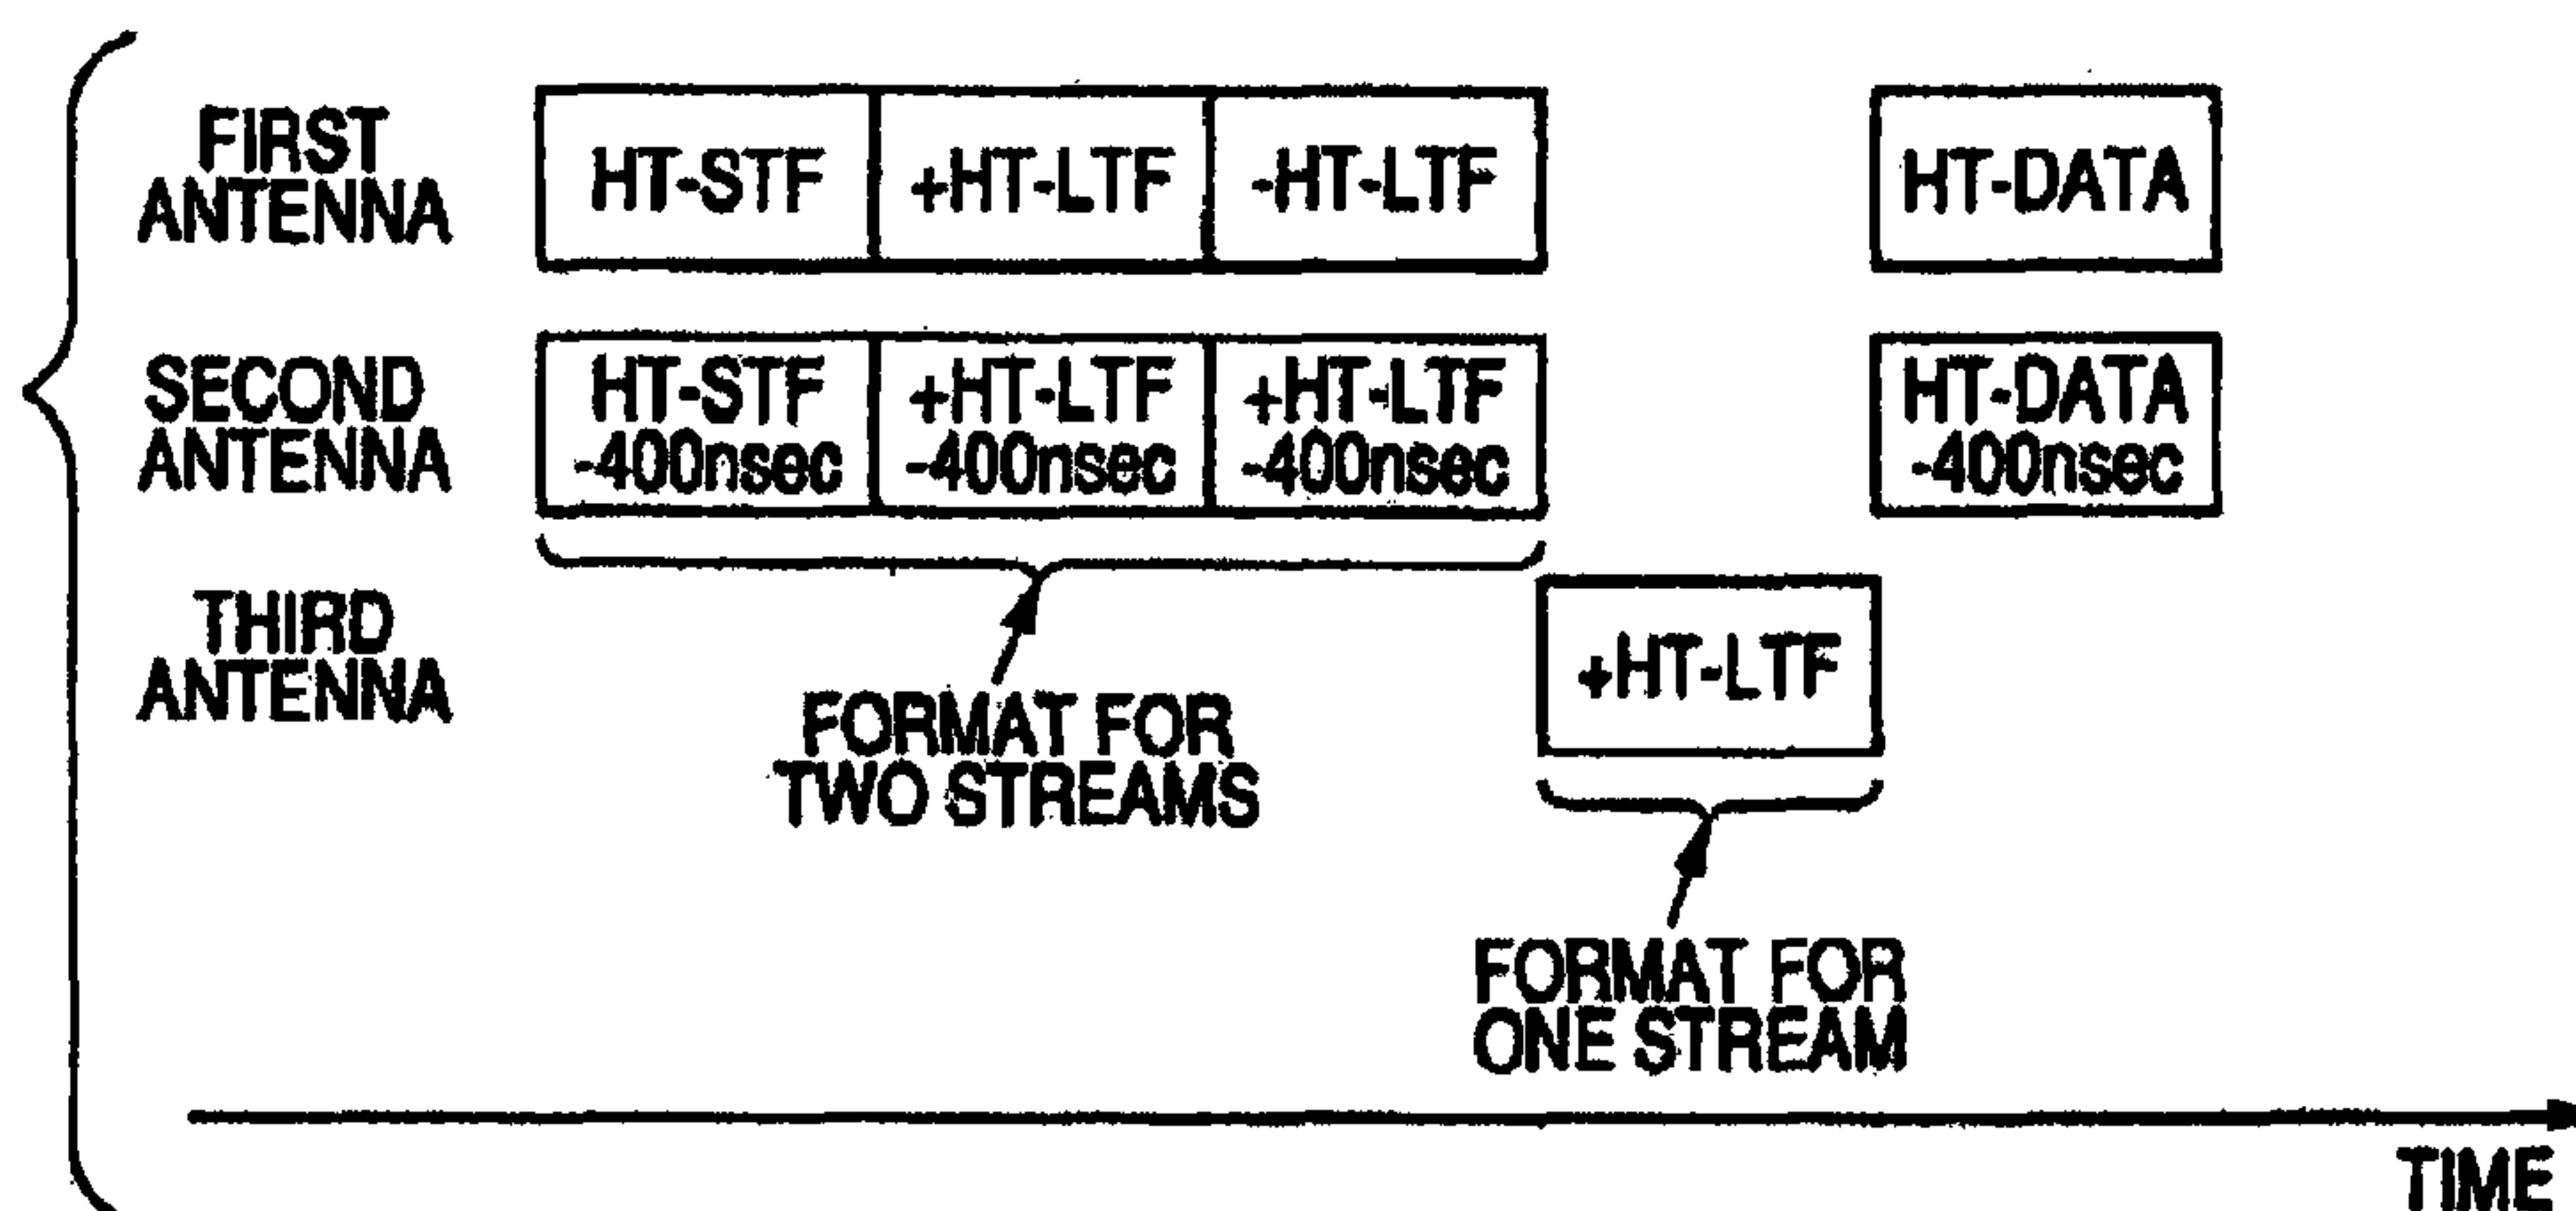 FIRST
ANTENNA
HT-STF
+HT-LTF
-HT-LTF
HT-DATA
SECOND
ANTENNA
HT-STF
-400nsec
+HT-LTF
-400nsec
+HT-LTF
-400nsec
HT-DATA
-400nsec
THIRD
ANTENNA
+HT-LTF
FORMAT FOR
TWO STREAMS
FORMAT FOR
ONE STREAM
TIME